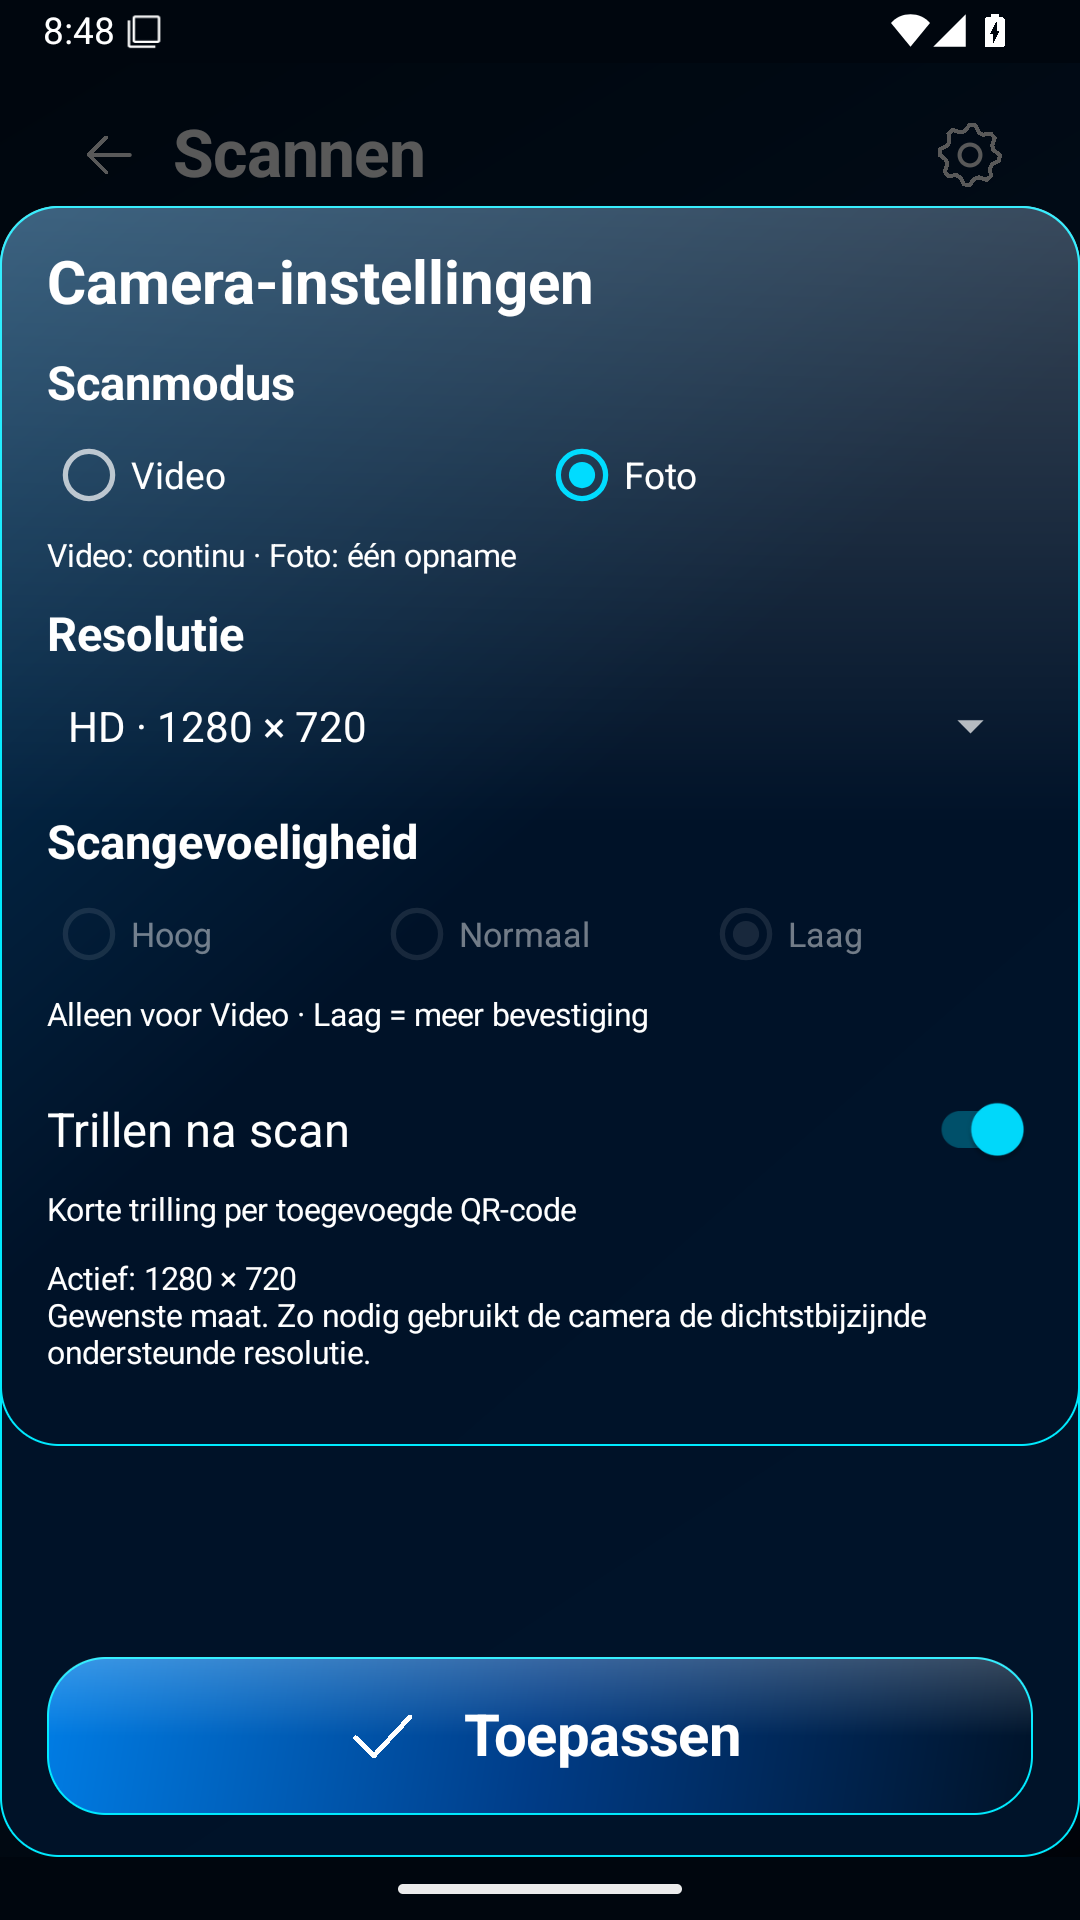 8:48
Scannen
Camera-instellingen
Scanmodus
Video
Foto
Video: continu · Foto: één opname
Resolutie
HD · 1280 × 720
Scangevoeligheid
Hoog
Normaal
Laag
Alleen voor Video · Laag = meer bevestiging
Trillen na scan
Korte trilling per toegevoegde QR-code
Actief: 1280 × 720
Gewenste maat. Zo nodig gebruikt de camera de dichtstbijzijnde
ondersteunde resolutie.
Toepassen